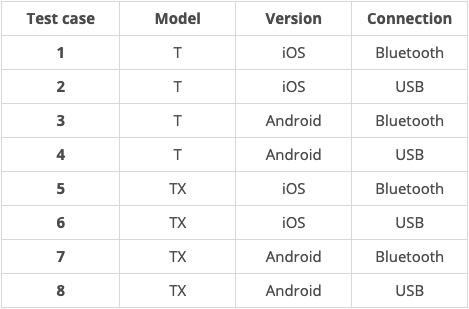 Test case Model Version Connection
1 T iOS Bluetooth
2 T iOS USB
3 T Android Bluetooth
4 T Android USB
5 TX iOS Bluetooth
6 TX iOS USB
7 TX Android Bluetooth
8 TX Android USB